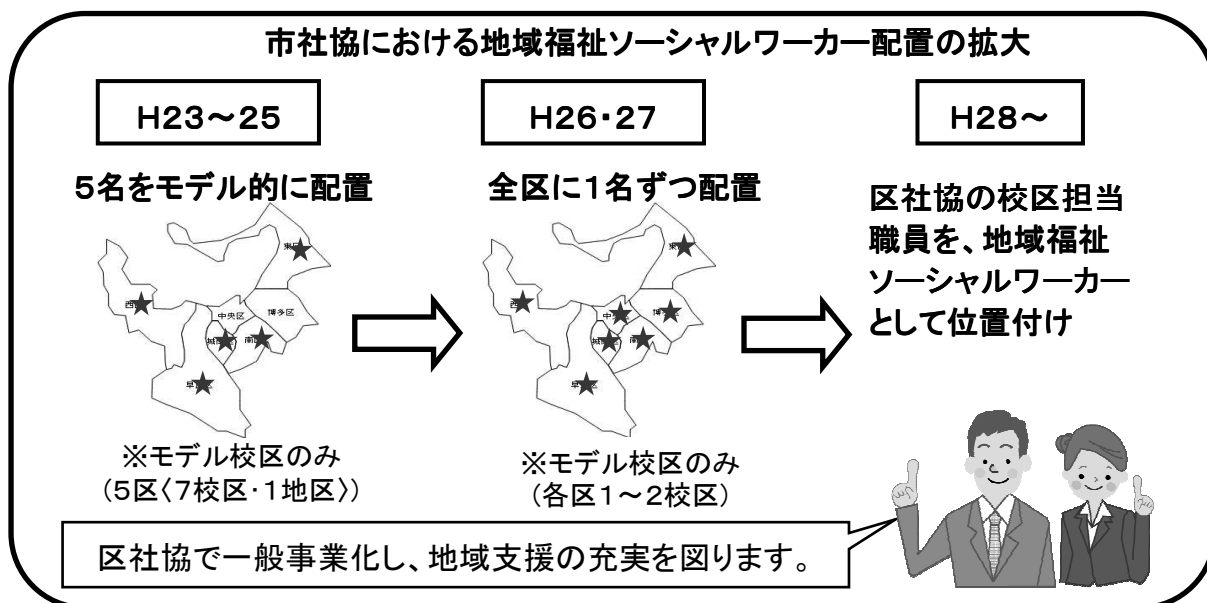 市社協における地域福祉ソーシャルワーカー配置の拡大
H23～25
H26・27
H28～
5名をモデル的に配置
全区に1名ずつ配置
区社協の校区担当
職員を、地域福祉
ソーシャルワーカー
として位置付け
中央区
博多区
※モデル校区のみ
（5区〈7校区・1地区〉）
※モデル校区のみ
（各区1～2校区）
区社協で一般事業化し、地域支援の充実を図ります。